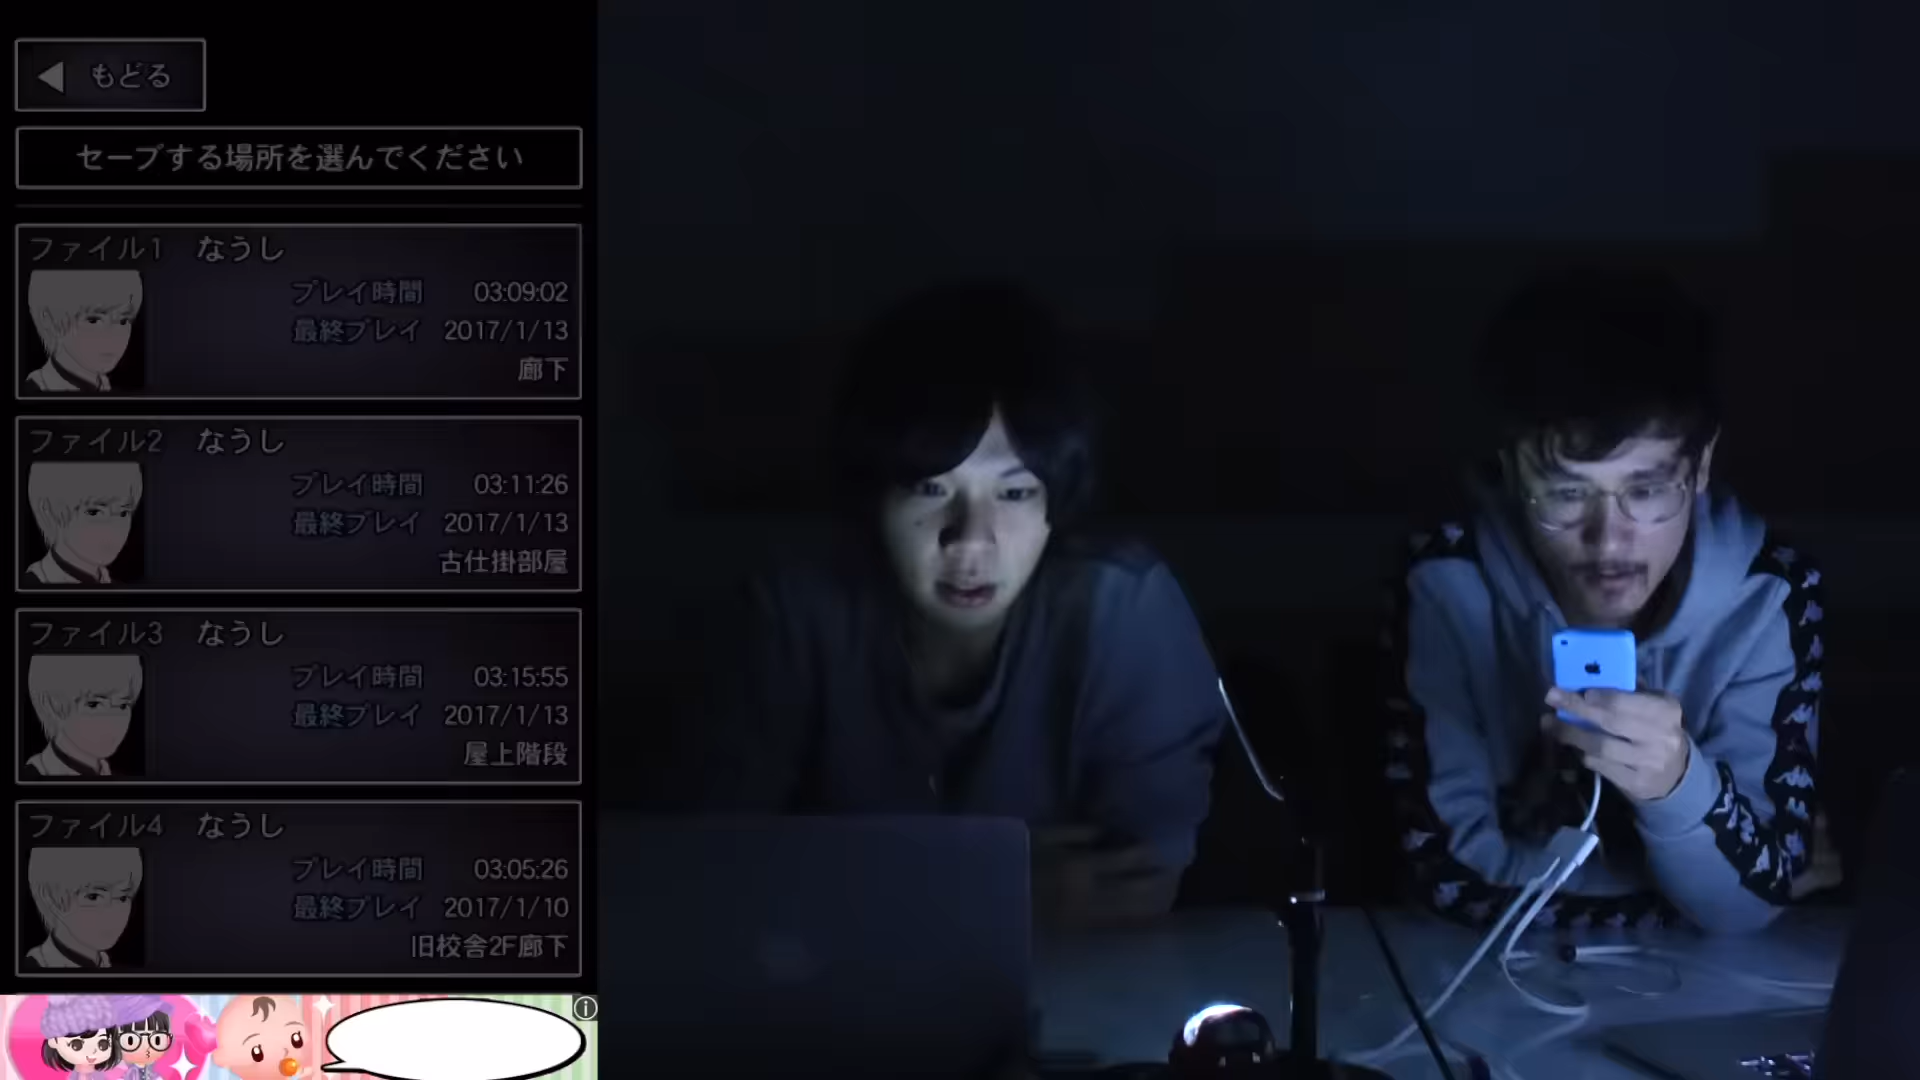 もどる
セーブする場所を選んでください
ファイル1 なうし
プレイ時間 03:09:02
最終プレイ 2017/1/13
廊下
ファイル2 なうし
プレイ時間 03:11:26
最終プレイ 2017/1/13
古仕掛部屋
ファイル3 なうし
プレイ時間 03:15:55
最終プレイ 2017/1/13
屋上階段
ファイル4 なうし
プレイ時間 03:05:26
最終プレイ 2017/1/10
旧校舎2F廊下